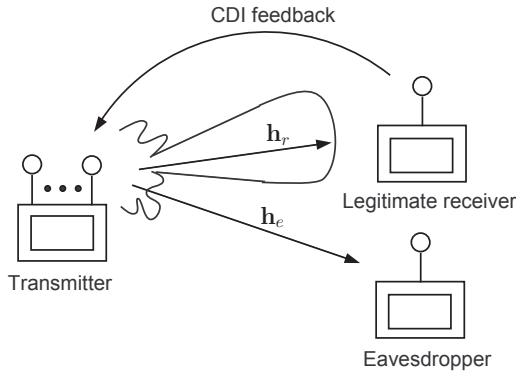 CDI feedback
h_r
Legitimate receiver
h_e
Transmitter
Eavesdropper